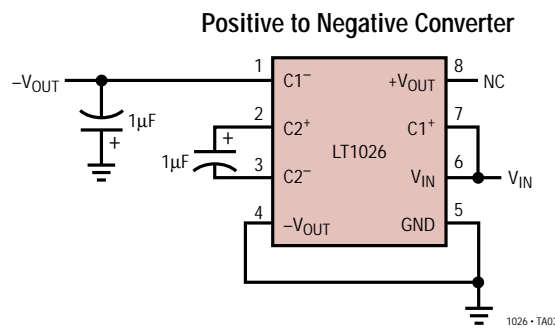 Positive to Negative Converter
–VOUT
1µF
+
1µF
+
1
2
3
4
C1–
C2+
C2–
–VOUT
LT1026
+VOUT
C1+
VIN
GND
8
7
6
5
NC
VIN
1026 • TA03